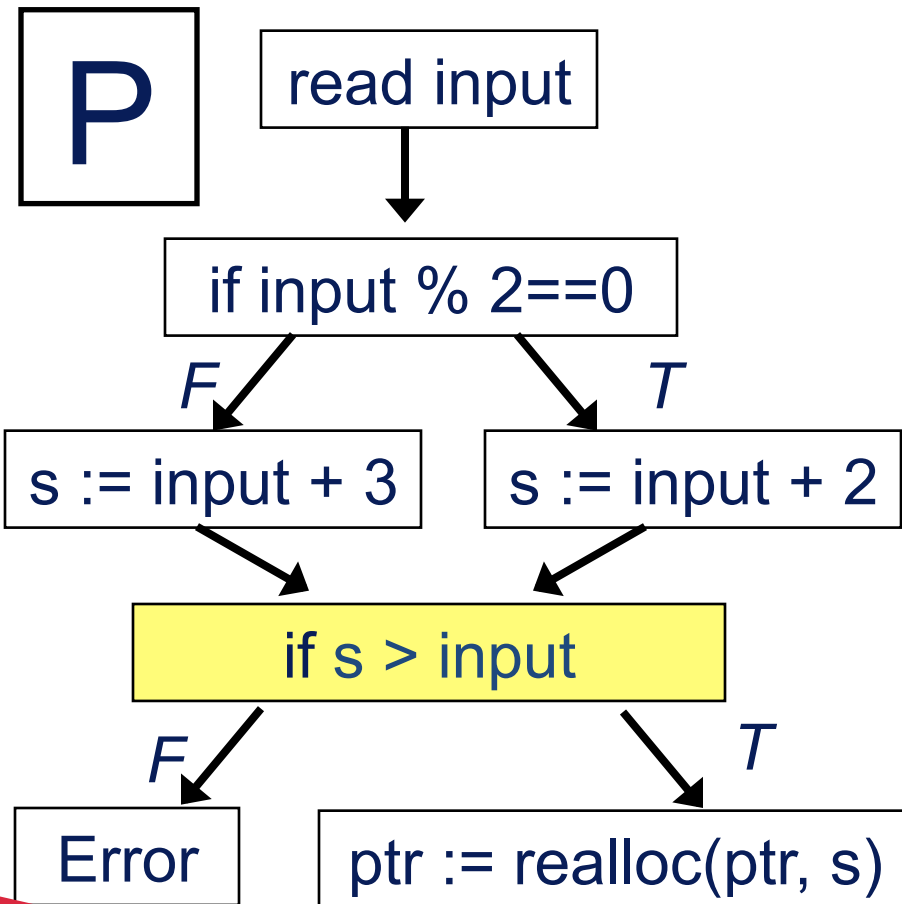 P
read input
if input % 2==0
F
T
s := input + 3
s := input + 2
if s > input
F
T
Error
ptr := realloc(ptr, s)